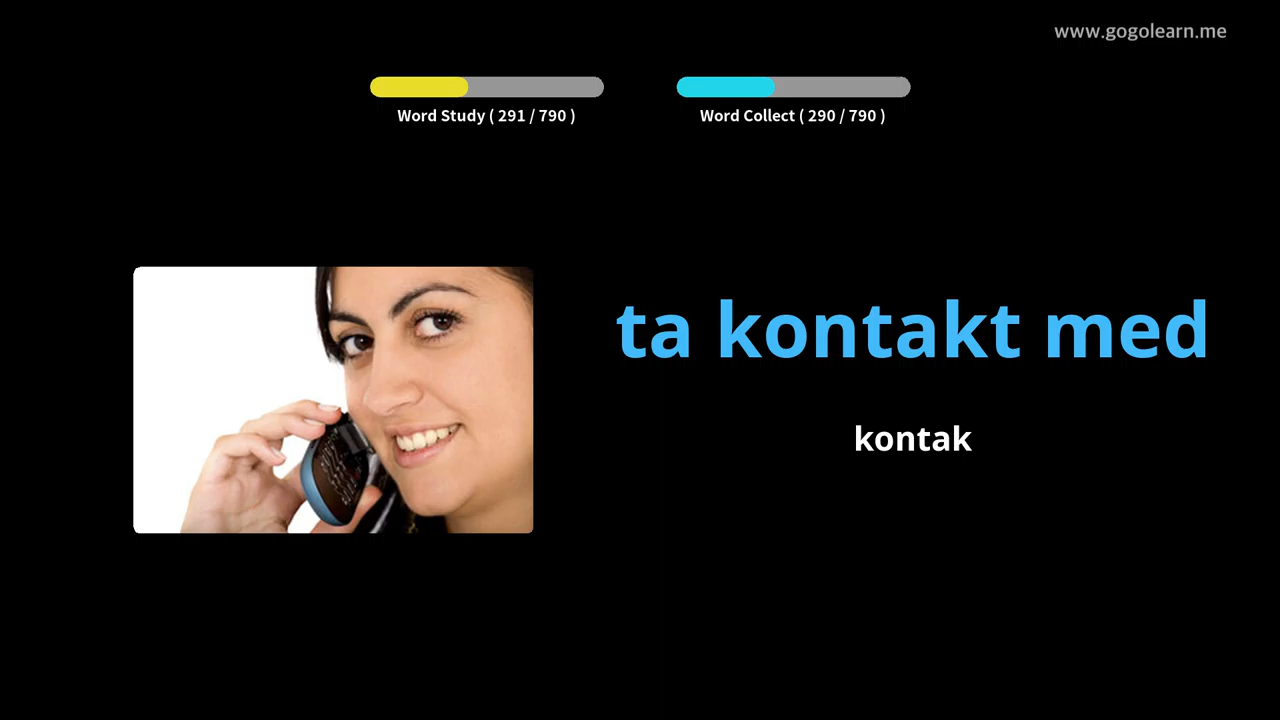 www.gogolearn.me
Word Study ( 291 / 790 )
Word Collect ( 290 / 790 )
ta kontakt med
kontak